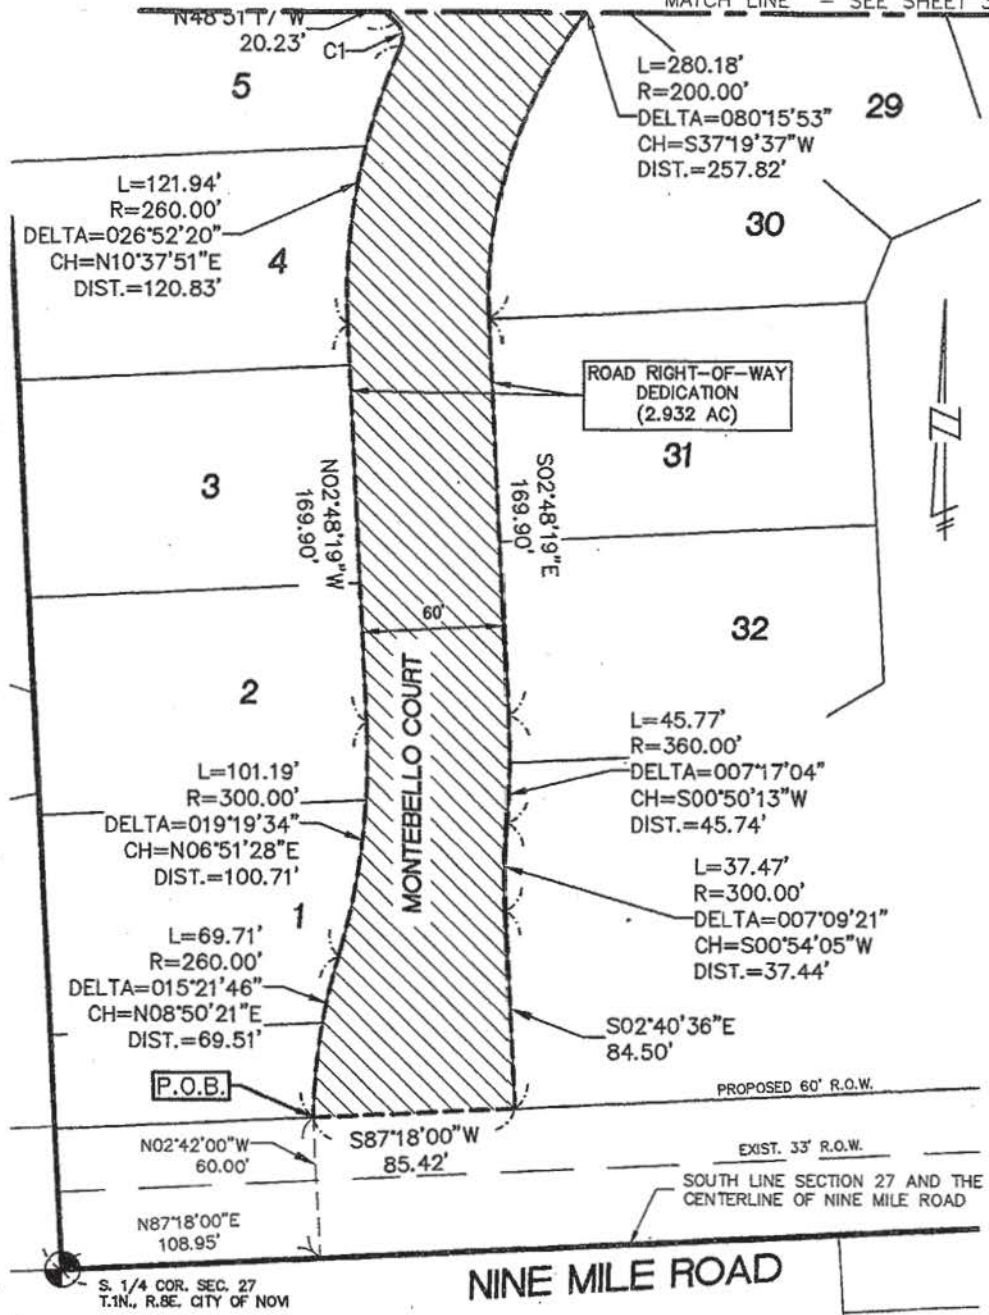 MATCH LINE - SEE SHEET 3
N48°51'17"W
20.23'
C1
5
L=280.18'
R=200.00'
DELTA=080°15'53"
CH=S37°19'37"W
DIST.=257.82'
29
L=121.94'
R=260.00'
DELTA=026°52'20"
CH=N10°37'51"E
DIST.=120.83'
4
30
ROAD RIGHT-OF-WAY
DEDICATION
(2.932 AC)
31
3
N02°48'19"W
169.90'
S02°48'19"E
169.90'
60'
32
2
MONTEBELLO COURT
L=45.77'
R=360.00'
DELTA=007°17'04"
CH=S00°50'13"W
DIST.=45.74'
L=101.19'
R=300.00'
DELTA=019°19'34"
CH=N06°51'28"E
DIST.=100.71'
L=37.47'
R=300.00'
DELTA=007°09'21"
CH=S00°54'05"W
DIST.=37.44'
1
L=69.71'
R=260.00'
DELTA=015°21'46"
CH=N08°50'21"E
DIST.=69.51'
S02°40'36"E
84.50'
P.O.B.
PROPOSED 60' R.O.W.
N02°42'00"W
60.00'
S87°18'00"W
85.42'
EXIST. 33' R.O.W.
SOUTH LINE SECTION 27 AND THE
CENTERLINE OF NINE MILE ROAD
N87°18'00"E
108.95'
NINE MILE ROAD
S. 1/4 COR. SEC. 27
T.1N., R.8E. CITY OF NOVI